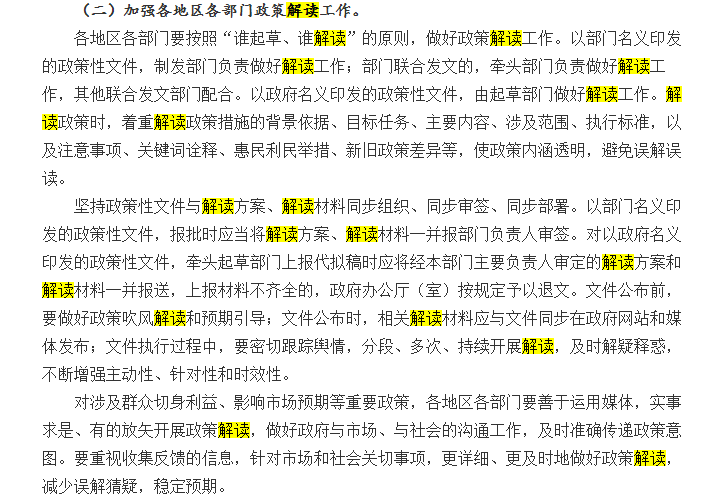 （二）加强各地区各部门政策解读工作。
各地区各部门要按照“谁起草、谁解读”的原则，做好政策解读工作。以部门名义印发
的政策性文件，制发部门负责做好解读工作；部门联合发文的，牵头部门负责做好解读工
作，其他联合发文部门配合。以政府名义印发的政策性文件，由起草部门做好解读工作。解
读政策时，着重解读政策措施的背景依据、目标任务、主要内容、涉及范围、执行标准，以
及注意事项、关键词诠释、惠民利民举措、新旧政策差异等，使政策内涵透明，避免误解误
读。
坚持政策性文件与解读方案、解读材料同步组织、同步审签、同步部署。以部门名义印
发的政策性文件，报批时应当将解读方案、解读材料一并报部门负责人审签。对以政府名义
印发的政策性文件，牵头起草部门上报代拟稿时应将经本部门主要负责人审定的解读方案和
解读材料一并报送，上报材料不齐全的，政府办公厅（室）按规定予以退文。文件公布前，
要做好政策吹风解读和预期引导；文件公布时，相关解读材料应与文件同步在政府网站和媒
体发布；文件执行过程中，要密切跟踪舆情，分段、多次、持续开展解读，及时解疑释惑，
不断增强主动性、针对性和时效性。
对涉及群众切身利益、影响市场预期等重要政策，各地区各部门要善于运用媒体，实事
求是、有的放矢开展政策解读，做好政府与市场、与社会的沟通工作，及时准确传递政策意
图。要重视收集反馈的信息，针对市场和社会关切事项，更详细、更及时地做好政策解读，
减少误解猜疑，稳定预期。